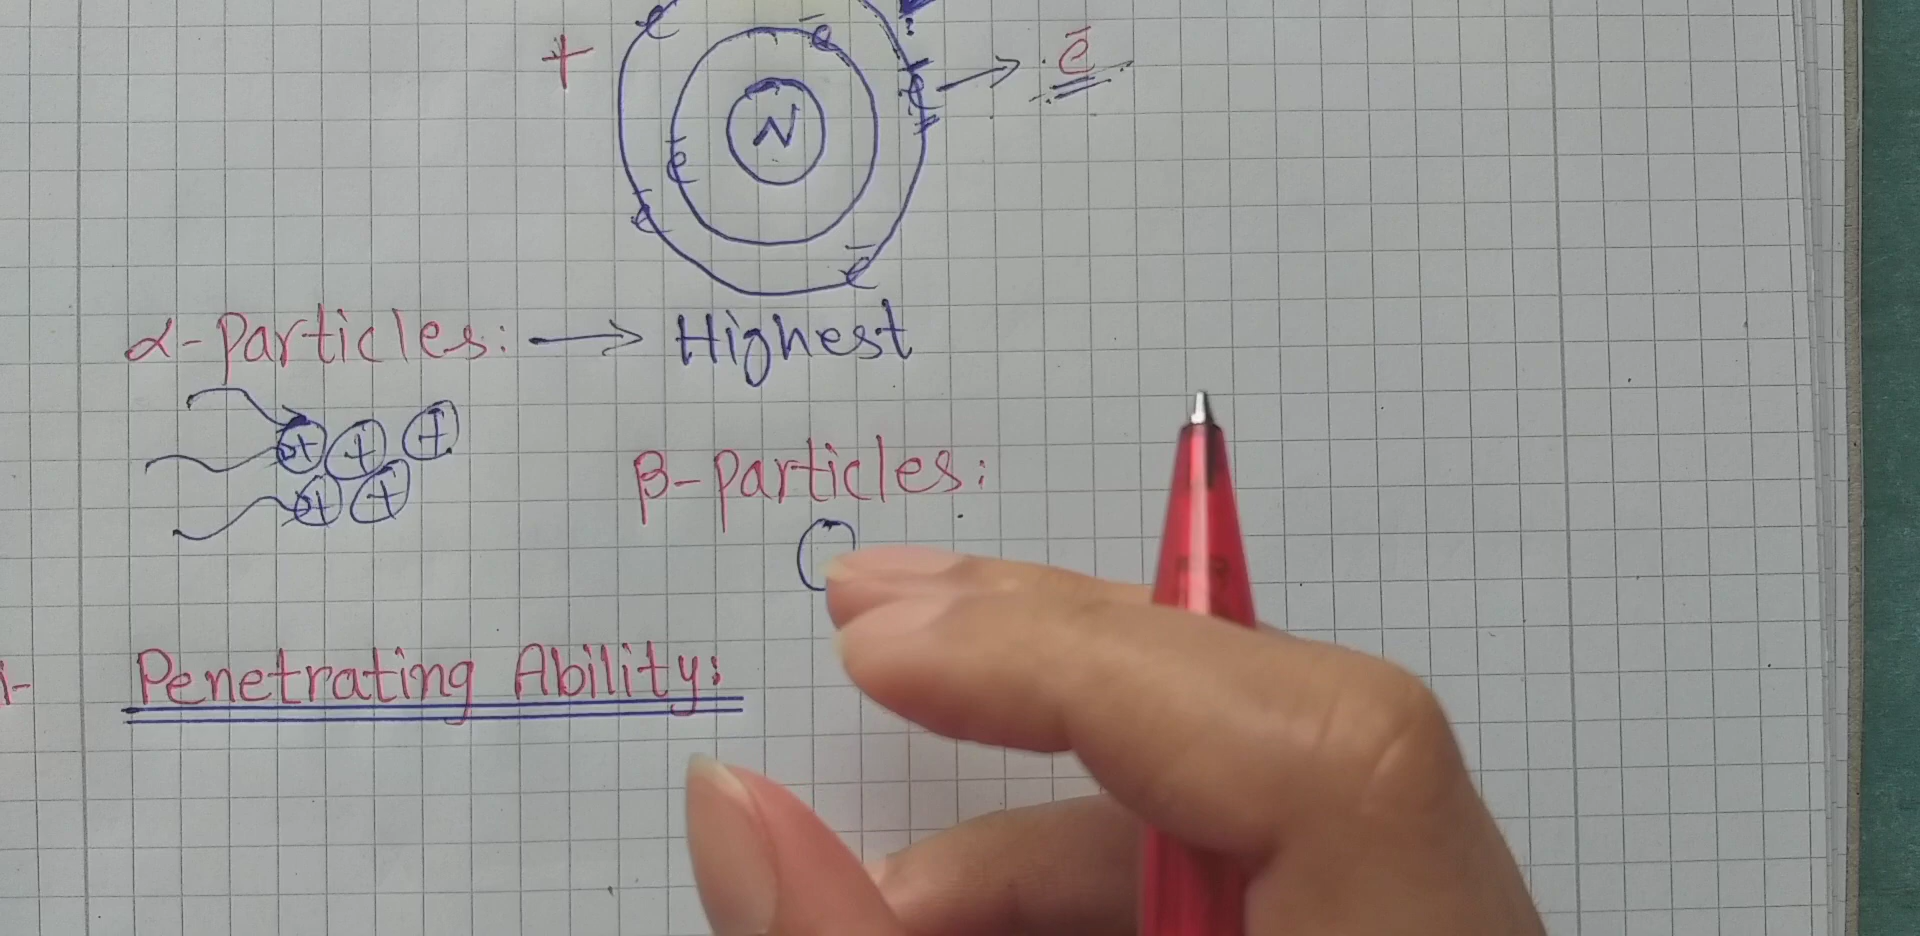 + e ē ē → ē
N
ē
ē
ē
α-Particles: → Highest
+ + +
+ +
β-Particles:
Penetrating Ability: